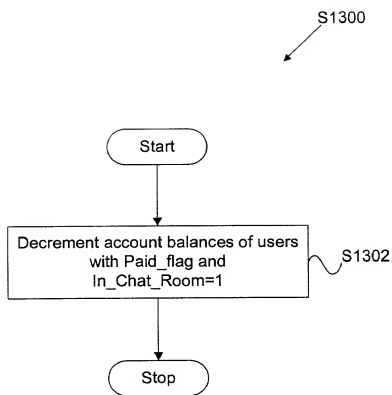 S1300
Start
Decrement account balances of users
with Paid_flag and
In_Chat_Room=1
S1302
Stop